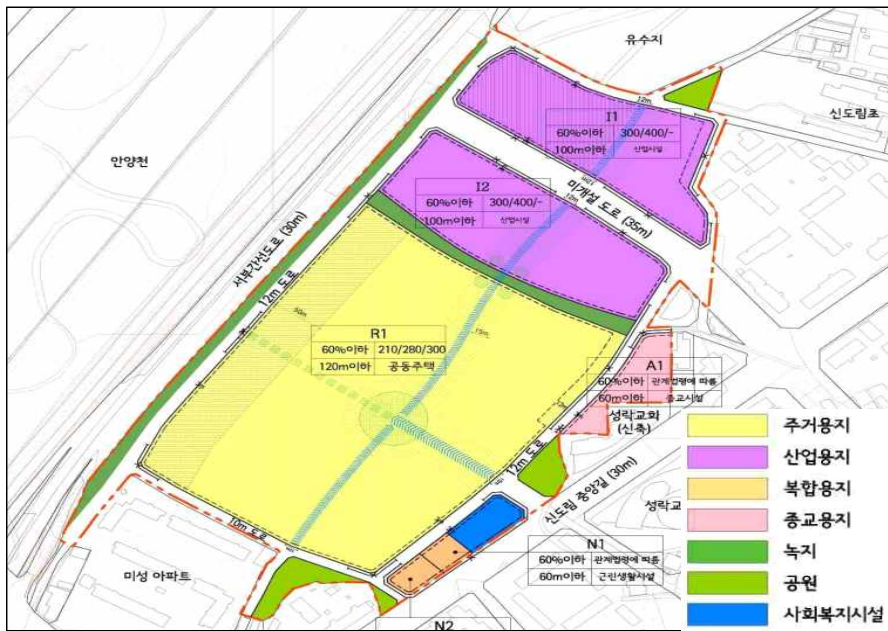 유수지
신도림초
12m
I1
60%이하 300/400/-
100m이하 산업시설
안양천
I2
60%이하 300/400/-
100m이하 산업시설
12m
미개설 도로 (35m)
서부간선도로 (30m)
12m 도로
50m
15m
R1
60%이하 210/280/300
120m이하 공동주택
A1
60%이하 관계법령에 따름
60m이하 종교시설
성락교회
(신축)
12m 도로
신도림 중앙길 (30m)
성락교
10m 도로
미성 아파트
N1
60%이하 관계법령에 따름
60m이하 근린생활시설
N2
주거용지
산업용지
복합용지
종교용지
녹지
공원
사회복지시설